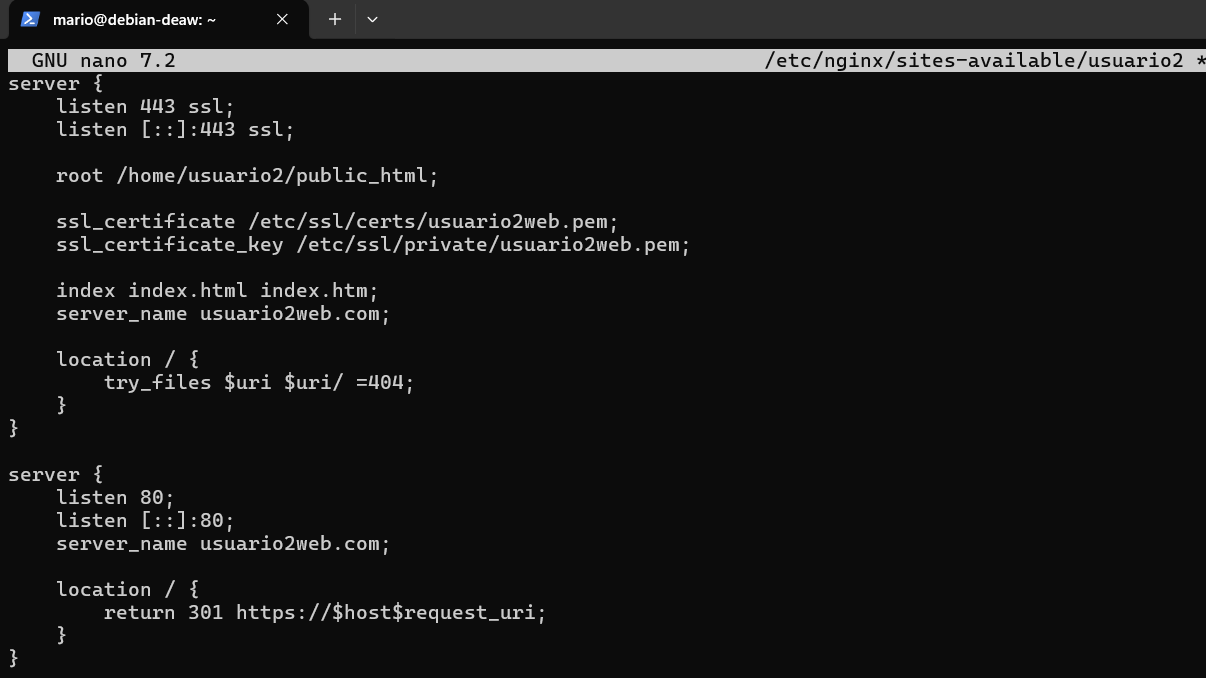 mario@debian-deaw: ~
GNU nano 7.2 /etc/nginx/sites-available/usuario2 *
server {
    listen 443 ssl;
    listen [::]:443 ssl;

    root /home/usuario2/public_html;

    ssl_certificate /etc/ssl/certs/usuario2web.pem;
    ssl_certificate_key /etc/ssl/private/usuario2web.pem;

    index index.html index.htm;
    server_name usuario2web.com;

    location / {
        try_files $uri $uri/ =404;
    }
}

server {
    listen 80;
    listen [::]:80;
    server_name usuario2web.com;

    location / {
        return 301 https://$host$request_uri;
    }
}